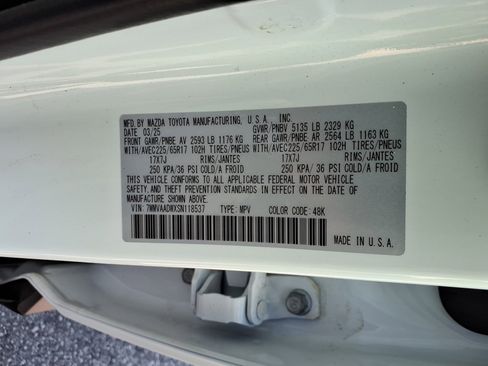 MFD. BY MAZDA TOYOTA MANUFACTURING, U.S.A., INC.
DATE 03/25 GVWR/PNBV 5135 LB 2329 KG
FRONT GAWR/PNBE AV 2593 LB 1176 KG REAR GAWR/PNBE AR 2564 LB 1163 KG
WITH/AVEC225/65R17 102H TIRES/PNEUS WITH/AVEC225/65R17 102H TIRES/PNEUS
17X7J RIMS/JANTES 17X7J RIMS/JANTES
250 KPA/36 PSI COLD/A FROID 250 KPA/36 PSI COLD/A FROID
THIS VEHICLE CONFORMS TO ALL APPLICABLE FEDERAL MOTOR VEHICLE
SAFETY, BUMPER, AND THEFT PREVENTION STANDARDS IN EFFECT ON THE DATE OF
MANUFACTURE SHOWN ABOVE.
VIN: 7MMVAADWXSN118537 TYPE: MPV COLOR CODE: 48K
MADE IN U.S.A.